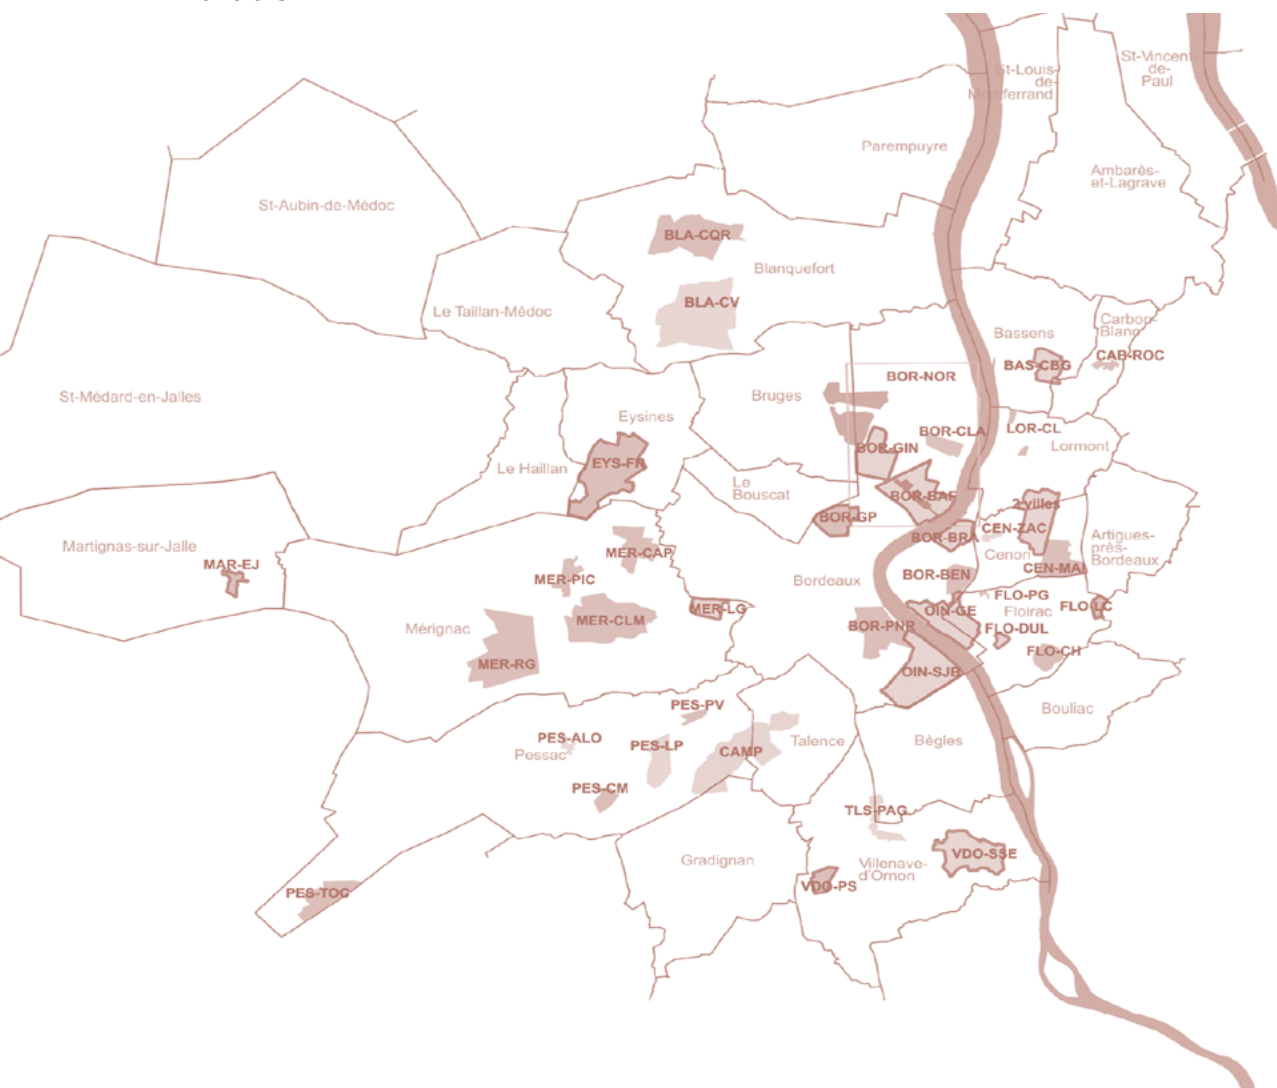 St-Vincent-
de-
Paul
St-Louis-
de-
Montferrand
Parempuyre
Ambarès-
et-Lagrave
St-Aubin-de-Médoc
BLA-CQR
Blanquefort
BLA-CV
Le Taillan-Médoc
Carbon-
Blanc
Bassens
CAB-ROC
BAS-CBG
BOR-NOR
St-Médard-en-Jalles
Bruges
Eysines
LOR-CL
BOR-CLA
Lormont
BOR-GIN
EYS-FR
Le Haillan
Le
Bouscat
BOR-BAF
2 villes
BOR-GP
CEN-ZAC
BOR-BRA
Artigues-
près-
Bordeaux
Martignas-sur-Jalle
MER-CAP
Cenon
MAR-EJ
CEN-MAI
BOR-BEN
MER-PIC
Bordeaux
FLO-PG
FLO-LC
MER-LG
OIN-GE
Floirac
MER-CLM
BOR-PNR
FLO-DUL
Mérignac
FLO-CH
MER-RG
OIN-SJB
PES-PV
Bouliac
PES-ALO
PES-LP
Talence
Bègles
CAMP
Pessac
PES-CM
TLS-PAG
VDO-SSE
Gradignan
Villenave-
d'Ornon
VDO-PS
PES-TOC